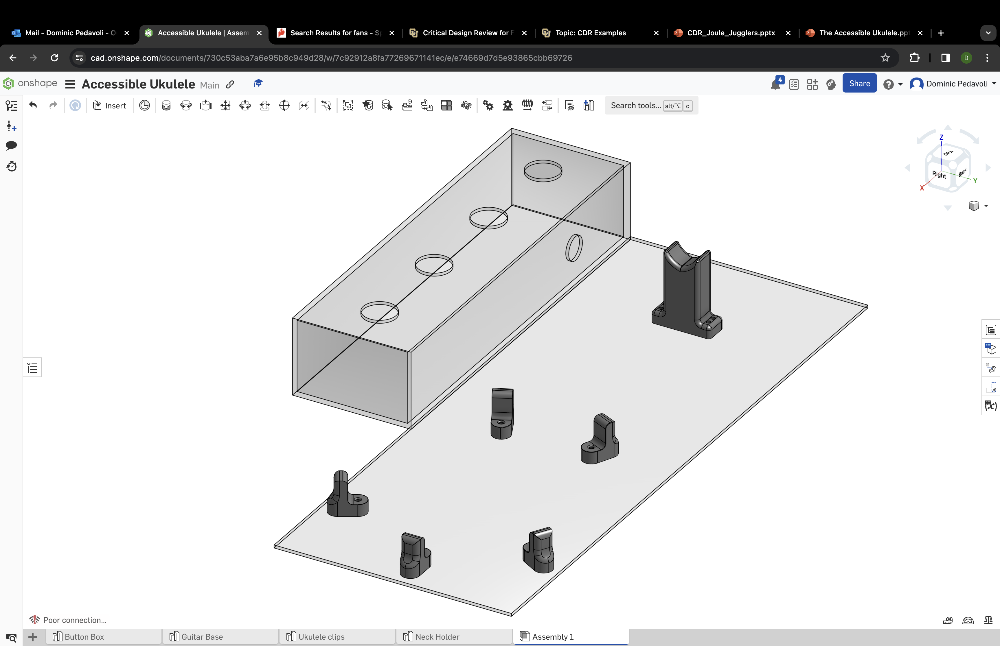 Mail - Dominic Pedavoli - O
Accessible Ukulele | Assem
Search Results for fans - Sp
Critical Design Review for F
Topic: CDR Examples
CDR_Joule_Jugglers.pptx
The Accessible Ukulele.ppt
cad.onshape.com/documents/730c53aba7a6e95b8c949d28/w/7c92912a8fa77269671141ec/e/e74669d7d5e93865cbb69726
D
onshape
Accessible Ukulele Main
4
Share
Dominic Pedavoli
Insert
Search tools... alt/⌥ c
Z
Top
Right
Back
X
Y
(x)
Poor connection...
Button Box
Guitar Base
Ukulele clips
Neck Holder
Assembly 1